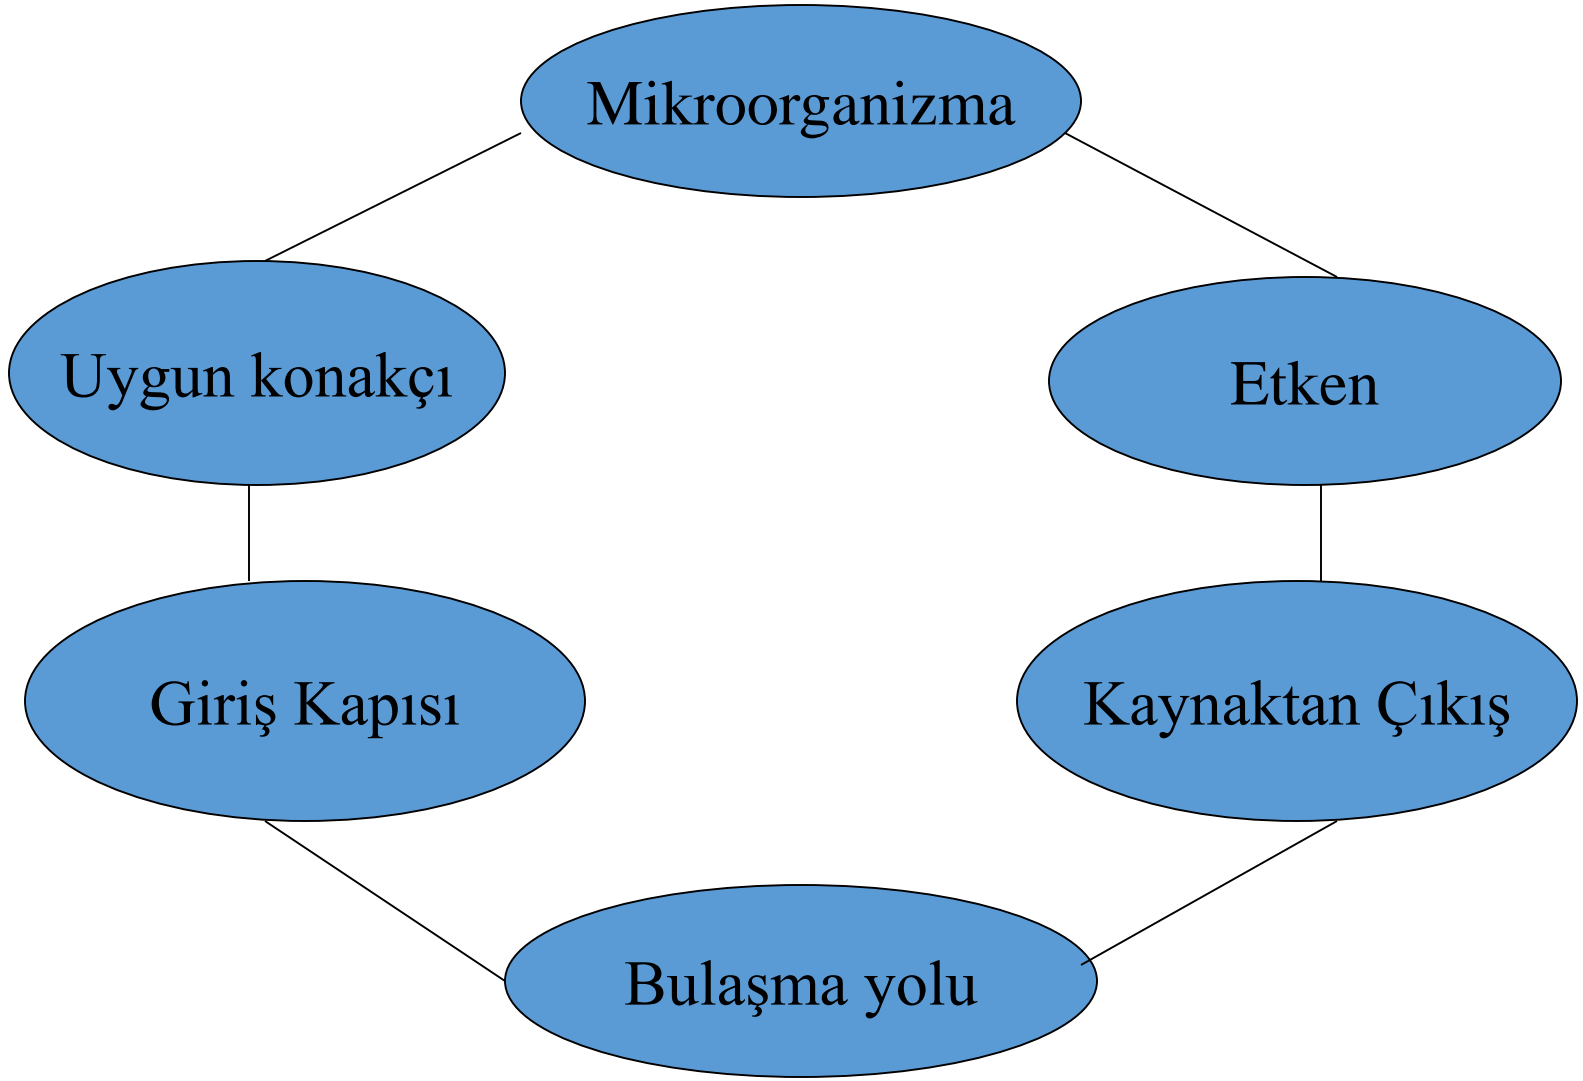 Mikroorganizma
Uygun konakçı
Etken
Giriş Kapısı
Kaynaktan Çıkış
Bulaşma yolu